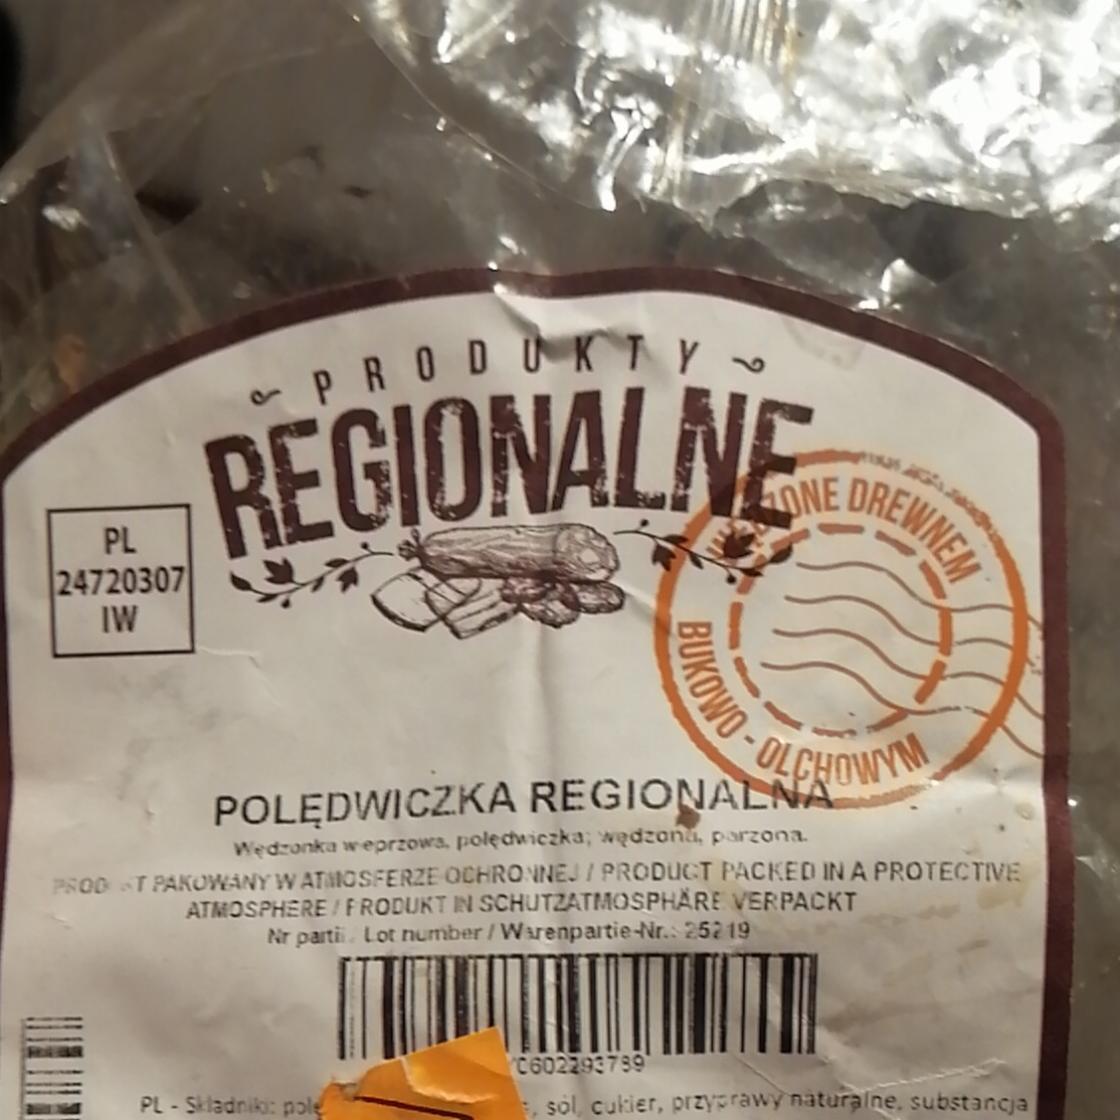 PRODUKTY
REGIONALNE
PL
24720307
IW
WĘDZONE DREWNEM
BUKOWO - OLCHOWYM
POLĘDWICZKA REGIONALNA
Wędzonka wieprzowa, polędwiczka; wędzona, parzona.
PAKOWANY W ATMOSFERZE OCHRONNEJ / PRODUCT PACKED IN A PROTECTIVE
ATMOSPHERE / PRODUKT IN SCHUTZATMOSPHÄRE VERPACKT
Nr partii / Lot number / Warenpartie-Nr.: 25219
PL - Składniki: sól, cukier, przyprawy naturalne, substancja